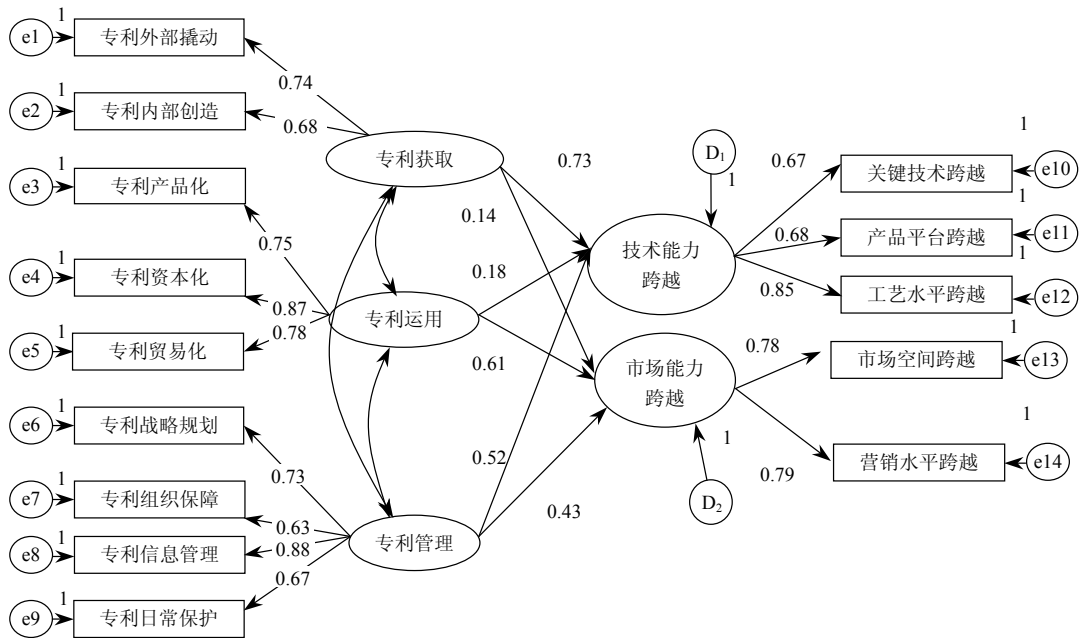 1
e1
专利外部撬动
1
e2
专利内部创造
1
e3
专利产品化
1
e4
专利资本化
1
e5
专利贸易化
1
e6
专利战略规划
1
e7
专利组织保障
1
e8
专利信息管理
1
e9
专利日常保护
0.74
0.68
0.75
0.87
0.78
0.73
0.63
0.88
0.67
专利获取
专利运用
专利管理
0.73
0.14
0.18
0.61
0.52
0.43
D1
1
技术能力
跨越
市场能力
跨越
1
D2
0.67
0.68
0.85
0.78
0.79
1
关键技术跨越
e10
1
产品平台跨越
e11
1
工艺水平跨越
e12
1
市场空间跨越
e13
1
营销水平跨越
e14